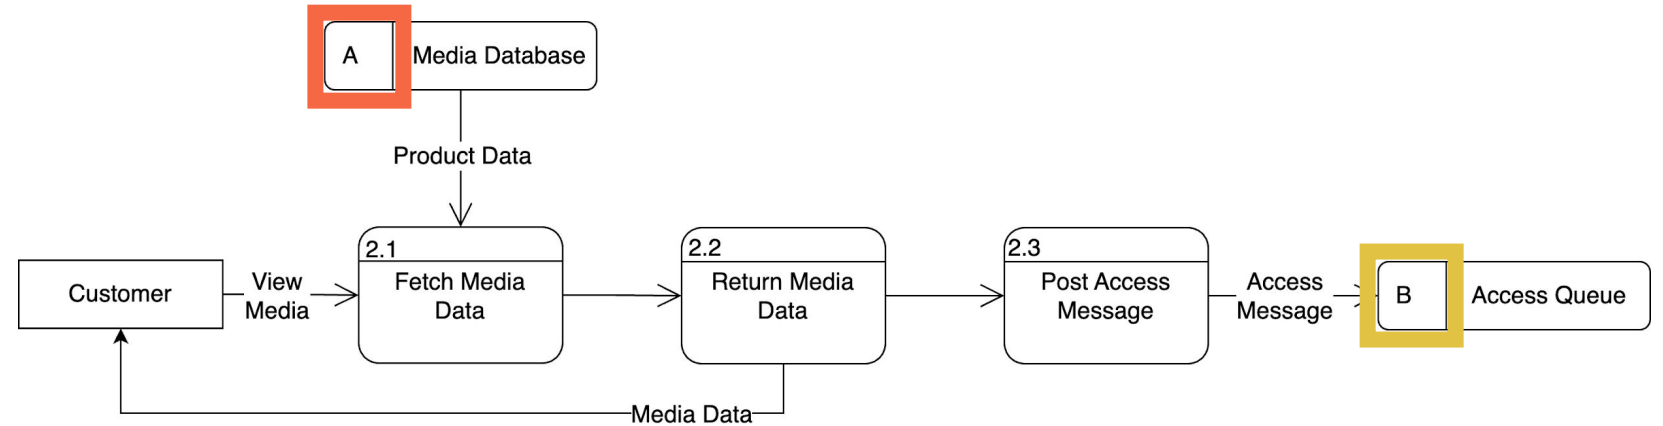 A
Media Database
Product Data
2.1
Fetch Media
Data
2.2
Return Media
Data
2.3
Post Access
Message
Customer
View
Media
Access
Message
B
Access Queue
Media Data